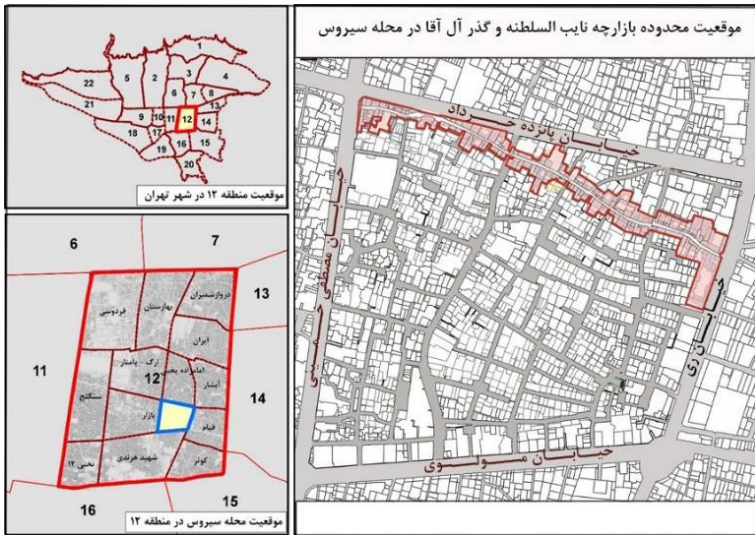 موقعیت محدوده بازارچه نایب السلطنه و گذر آل آقا در محله سیروس
خیابان پانزده خرداد
خیابان مصطفی خمینی
خیابان ری
خیابان مولوی
1
2
3
4
5
6
7
8
9
10
11
12
13
14
15
16
17
18
19
20
21
22
موقعیت منطقه ۱۲ در شهر تهران
6
7
13
11
12
14
16
15
فردوسی
بهارستان
دروازشمیران
ایران
ارک - پامنار
امامزاده یحیی
آبشار
سنگلج
بازار
قیام
شهید هرندی
کوثر
تختی ۱۲
موقعیت محله سیروس در منطقه ۱۲